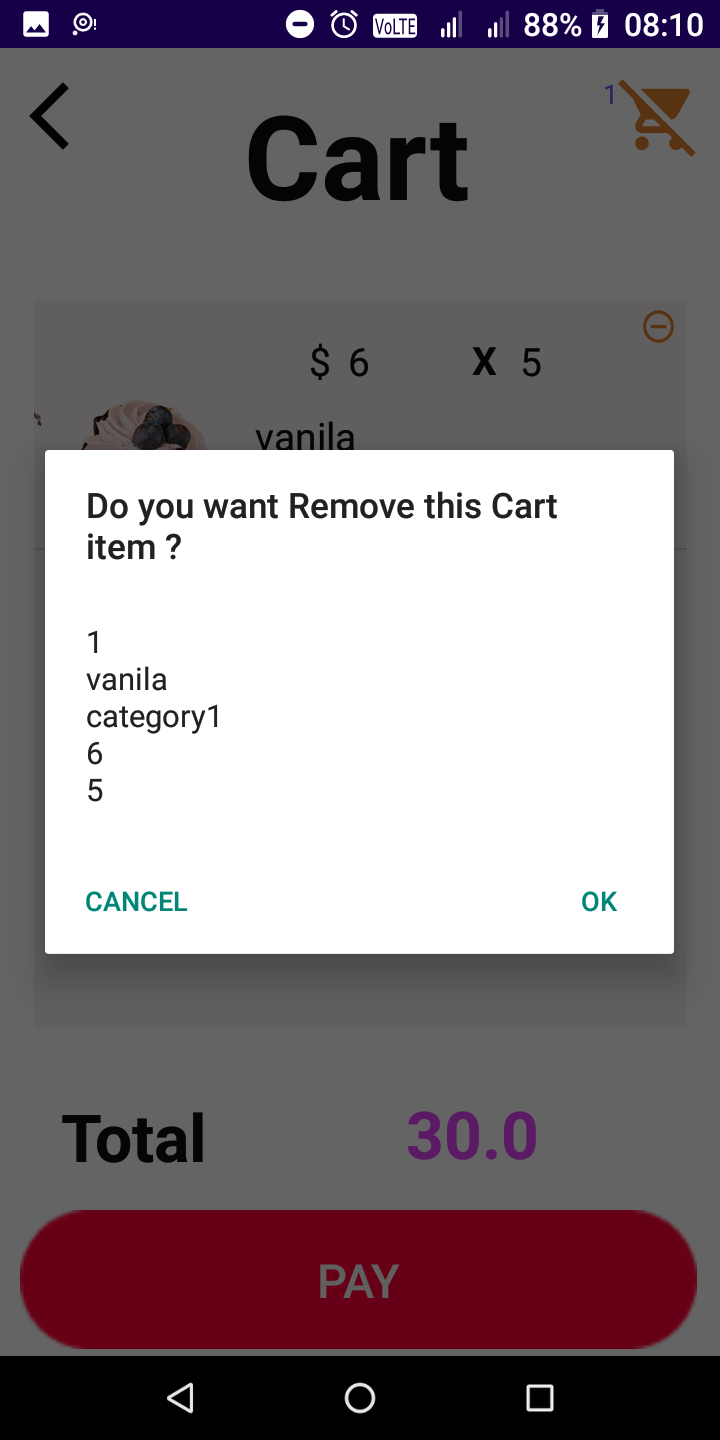 VoLTE 88% 08:10
1
Cart
$ 6 X 5
vanila
Do you want Remove this Cart
item ?
1
vanila
category1
6
5
CANCEL OK
Total 30.0
PAY